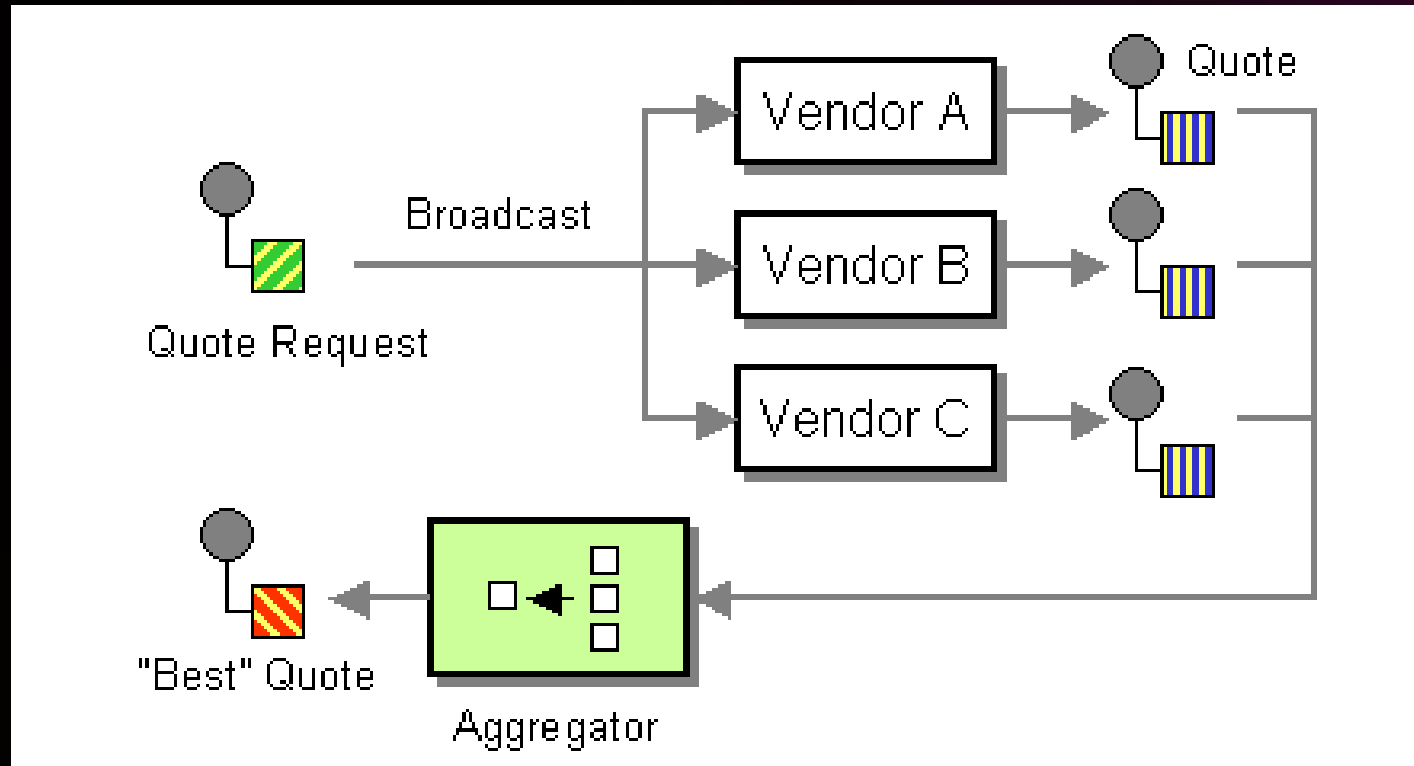 Quote
Vendor A
Broadcast
Vendor B
Quote Request
Vendor C
"Best" Quote
Aggregator